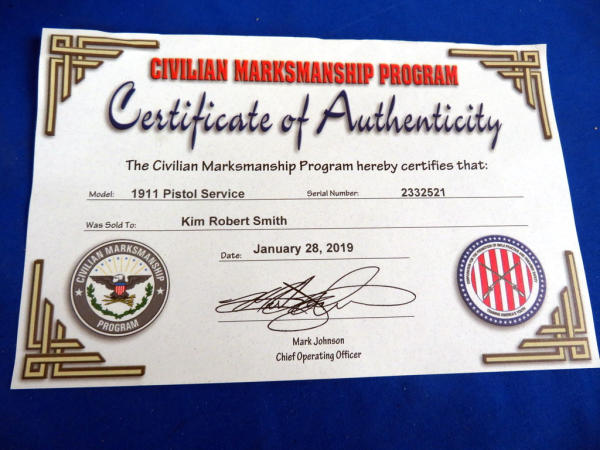 CIVILIAN MARKSMANSHIP PROGRAM
Certificate of Authenticity
The Civilian Marksmanship Program hereby certifies that:
Model: 1911 Pistol Service Serial Number: 2332521
Was Sold To: Kim Robert Smith
Date: January 28, 2019
CIVILIAN MARKSMANSHIP
PROGRAM
Mark Johnson
Chief Operating Officer